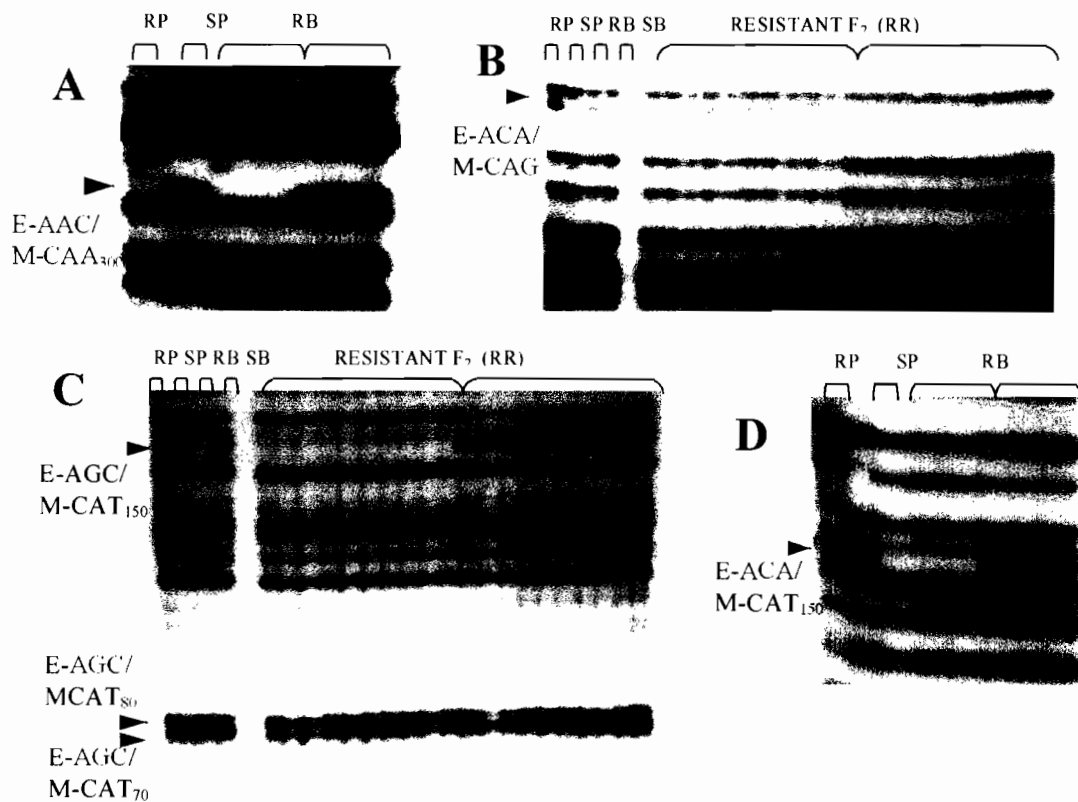 RP SP RB
A
E-AAC/
M-CAA300
RP SP RB SB RESISTANT F2 (RR)
B
E-ACA/
M-CAG
RP SP RB SB RESISTANT F2 (RR)
C
E-AGC/
M-CAT150
E-AGC/
MCAT80
E-AGC/
M-CAT70
RP SP RB
D
E-ACA/
M-CAT150